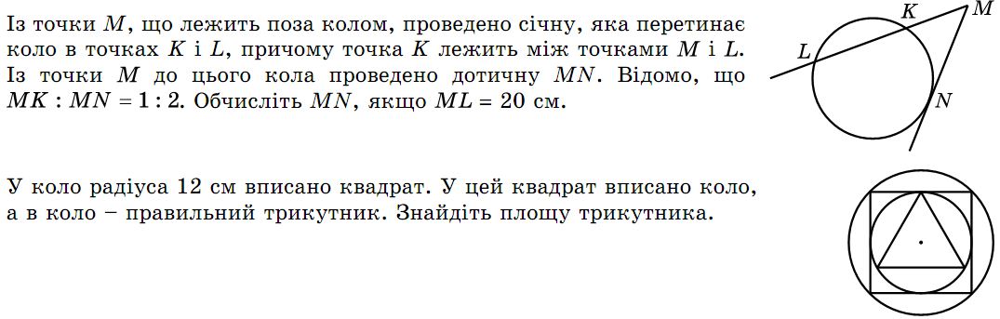 Із точки M, що лежить поза колом, проведено січну, яка перетинає
коло в точках K і L, причому точка K лежить між точками M і L.
Із точки M до цього кола проведено дотичну MN. Відомо, що
MK : MN = 1 : 2. Обчисліть MN, якщо ML = 20 см.
K
M
L
N
У коло радіуса 12 см вписано квадрат. У цей квадрат вписано коло,
а в коло – правильний трикутник. Знайдіть площу трикутника.